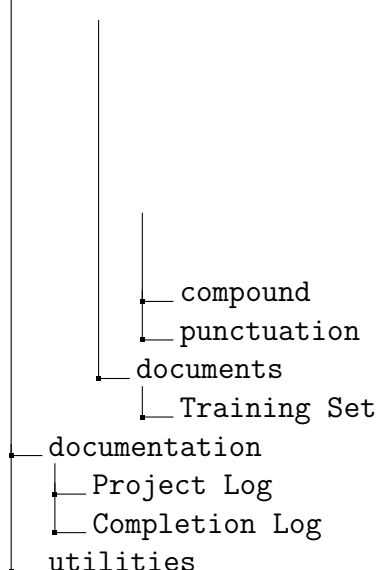 compound
punctuation
documents
Training Set
documentation
Project Log
Completion Log
utilities